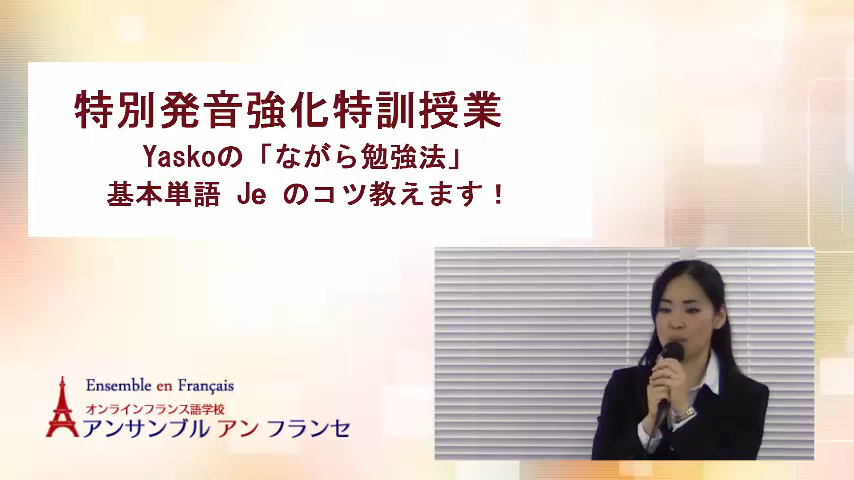 特別発音強化特訓授業
Yaskoの「ながら勉強法」
基本単語 Je のコツ教えます！
Ensemble en Français
オンラインフランス語学校
アンサンブル アン フランセ